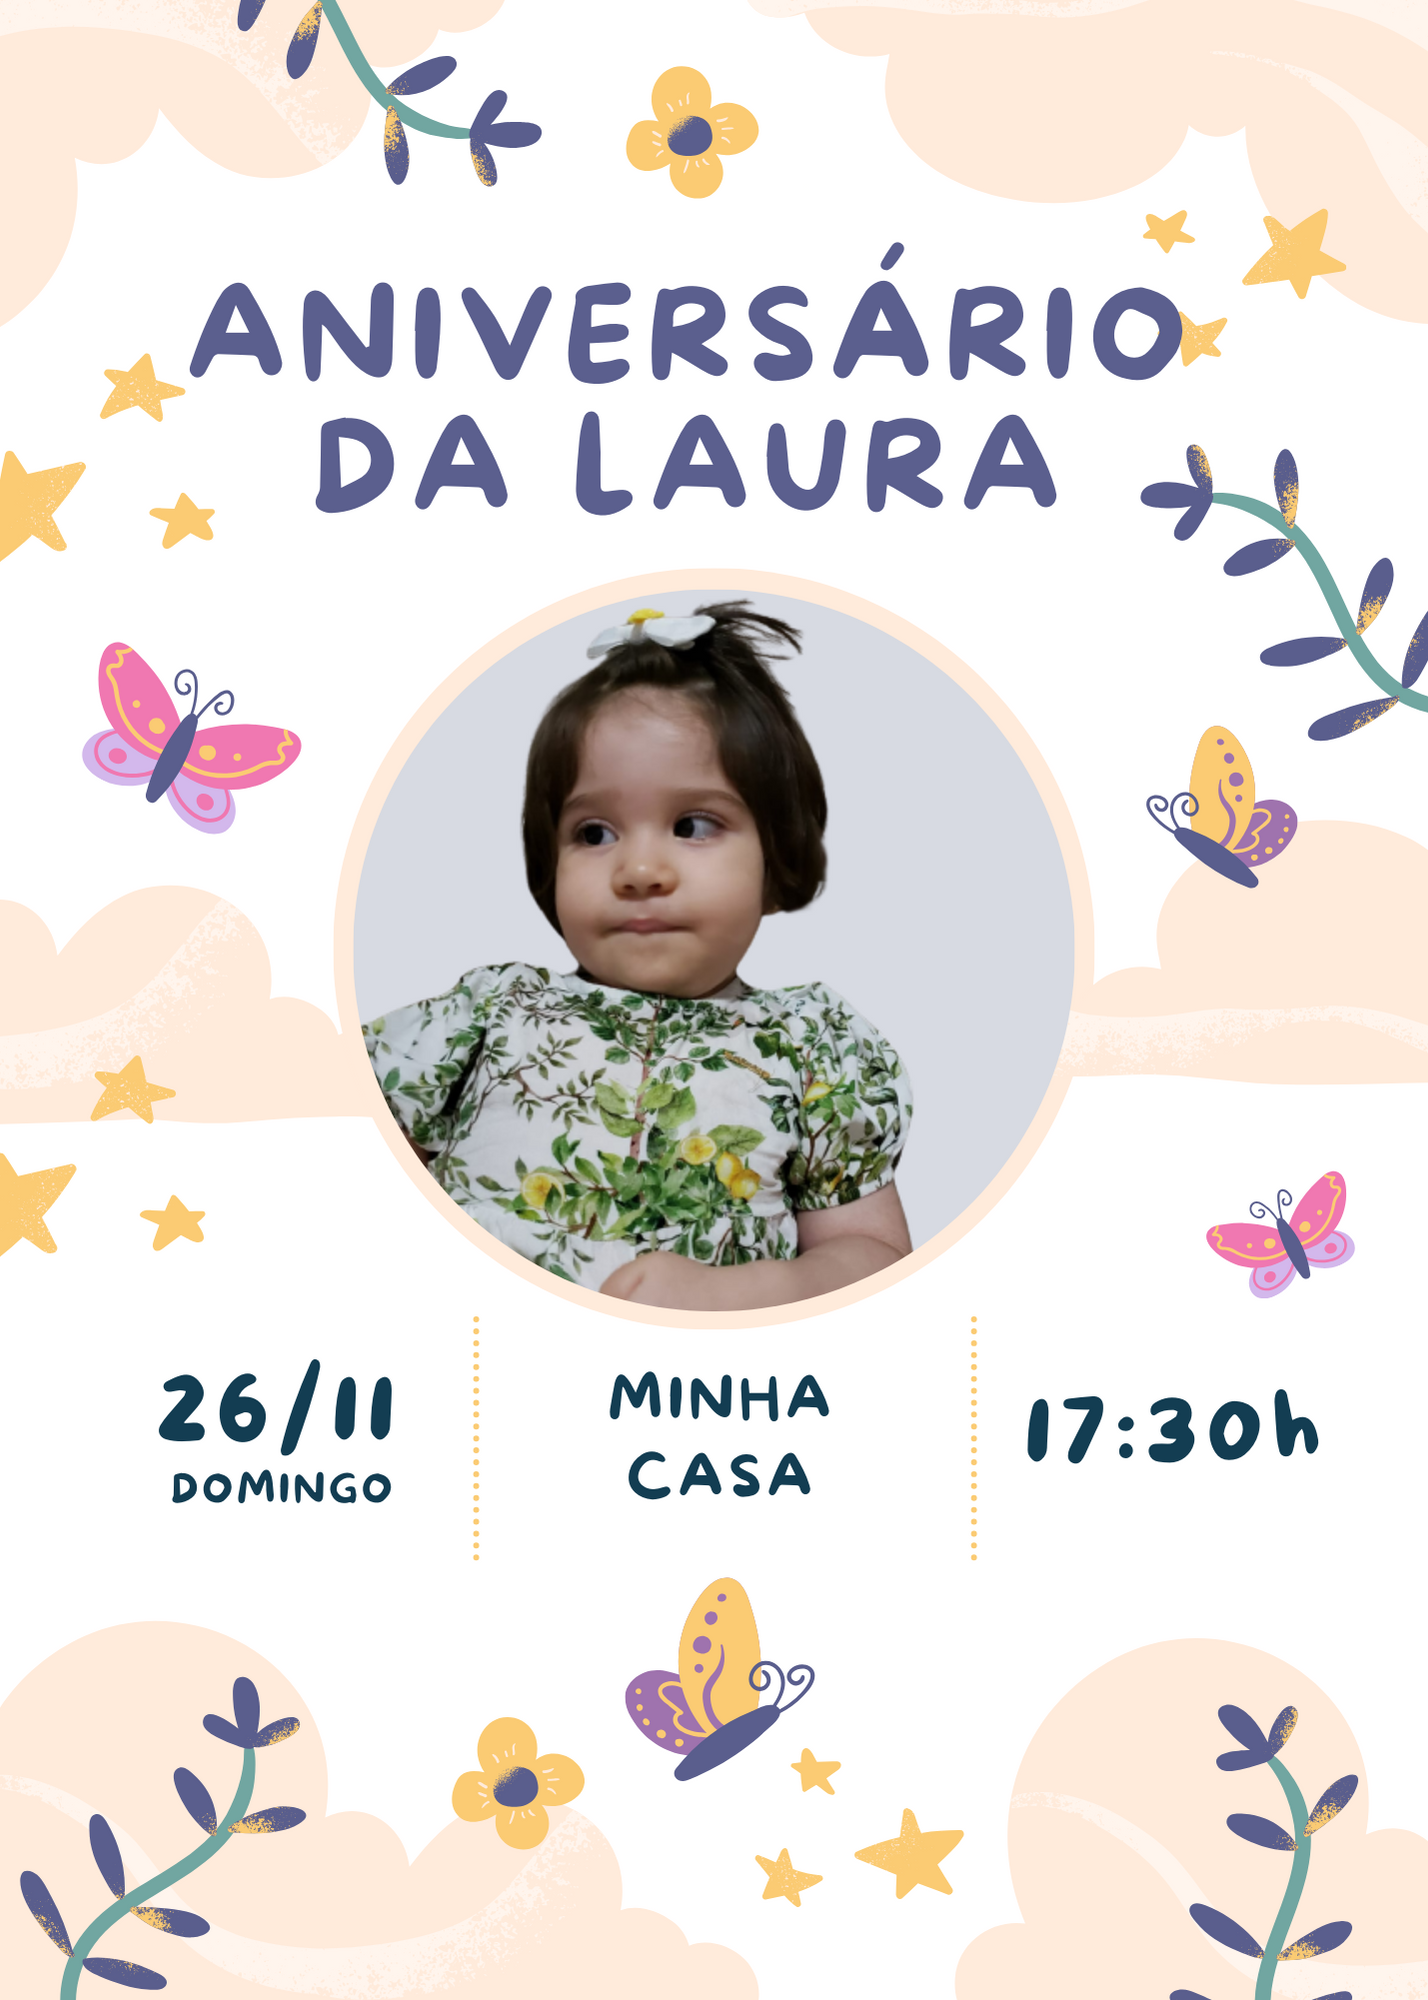 ANIVERSÁRIO
DA LAURA
26/11
DOMINGO
MINHA
CASA
17:30h